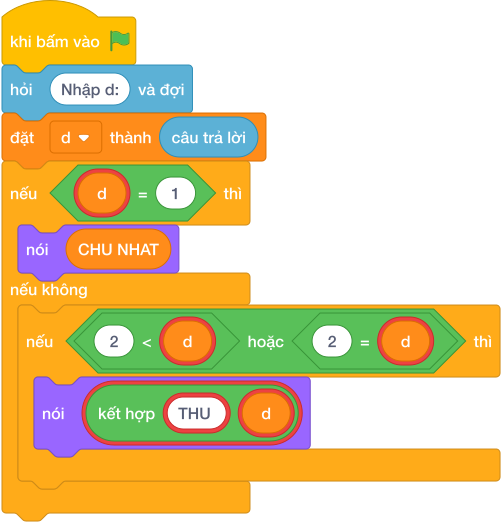 khi bấm vào
hỏi Nhập d: và đợi
đặt d thành câu trả lời
nếu d = 1 thì
nói CHU NHAT
nếu không
nếu 2 < d hoặc 2 = d thì
nói kết hợp THU d